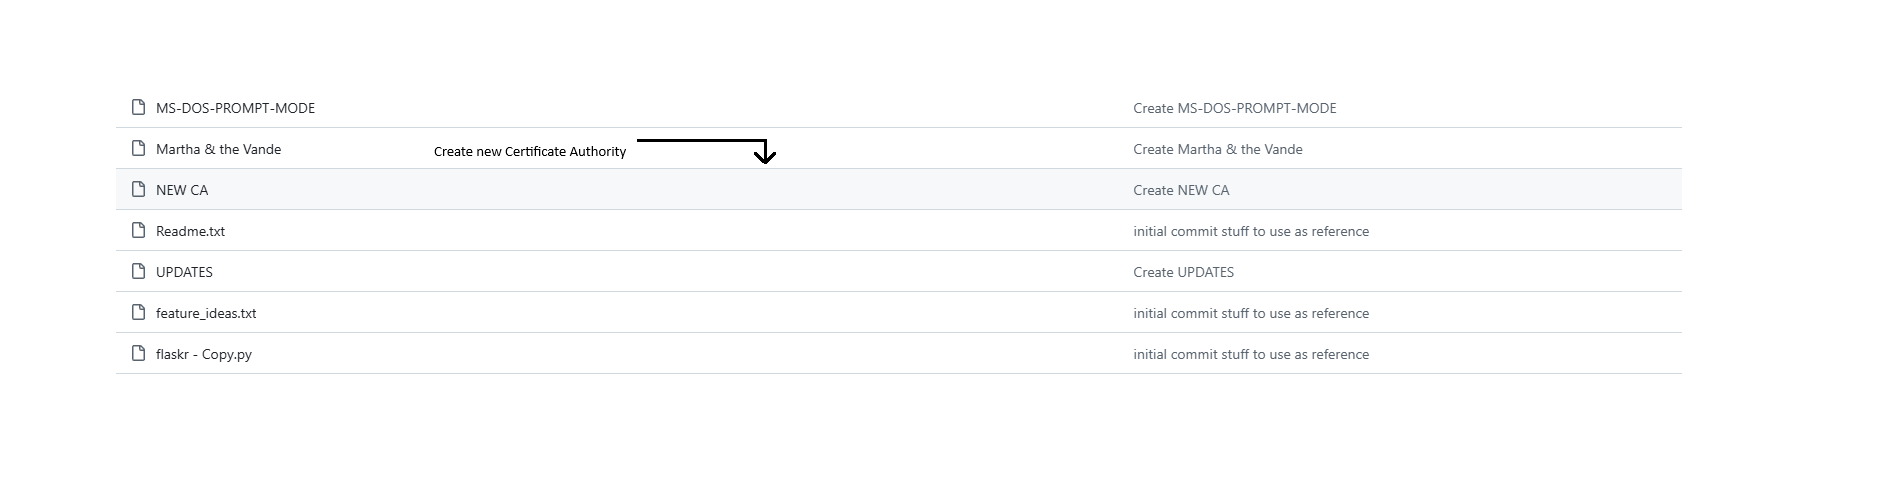 MS-DOS-PROMPT-MODE Create MS-DOS-PROMPT-MODE
Martha & the Vande Create new Certificate Authority Create Martha & the Vande
NEW CA Create NEW CA
Readme.txt initial commit stuff to use as reference
UPDATES Create UPDATES
feature_ideas.txt initial commit stuff to use as reference
flaskr - Copy.py initial commit stuff to use as reference